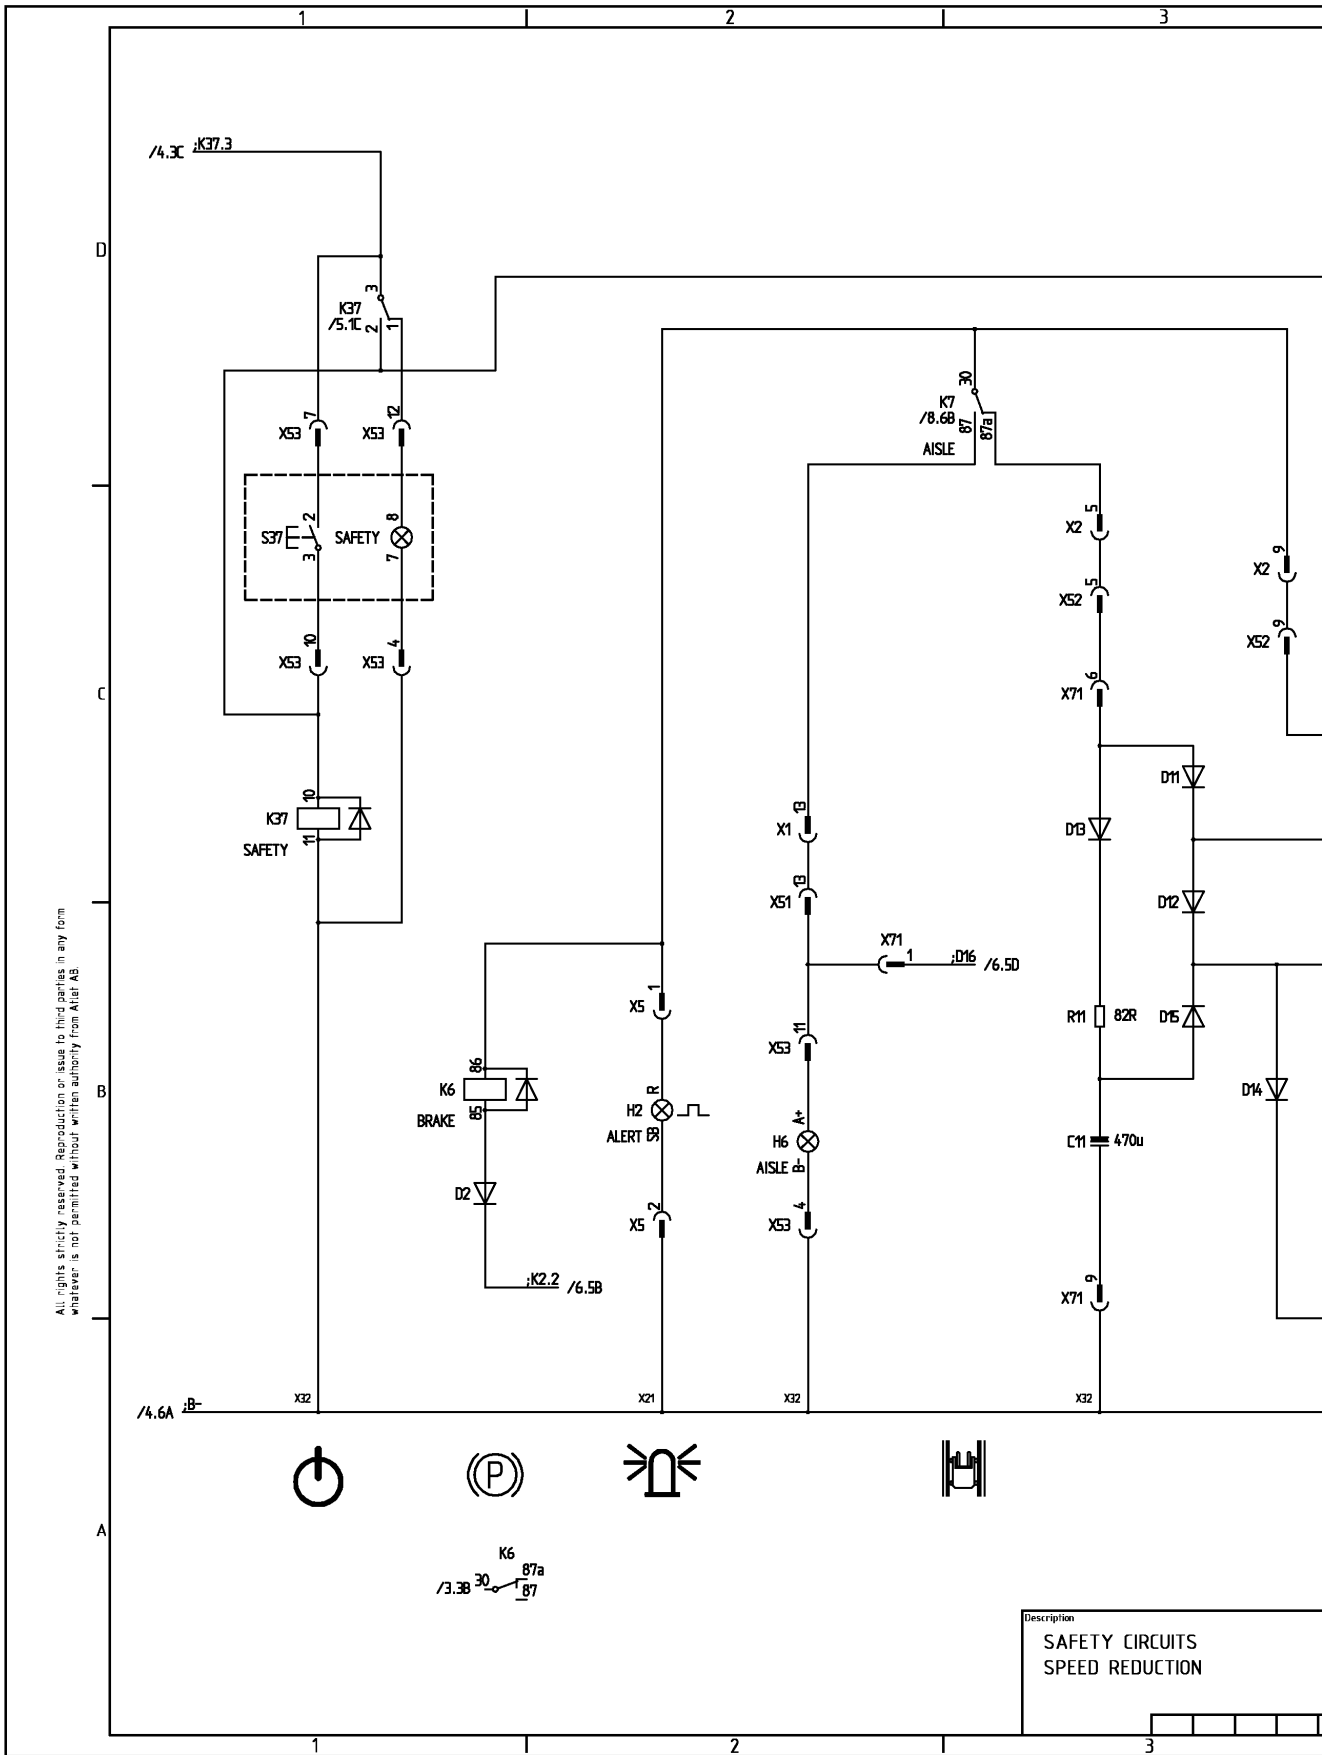 1 2 3
/4.3C ;K37.3
D
3
K37
/5.1C 2 1
30
K7
/8.6B 87 87a
AISLE
7 12
X53 X53
2 8
S37 SAFETY
3 7
5
X2
9
X2
5
X52
9
X52
10 4
X53 X53
C
6
X71
D11
10
K37
11
SAFETY
13
X1
D13
13
X51
D12
X71
1 ;D16 /6.5D
1
X5
R11 82R D15
11
X53
86
K6
85
BRAKE
B
R
H2
ALERT SB
A+
H6
AISLE B-
D14
C11 470u
D2
2
X5
4
X53
;K2.2 /6.5B
9
X71
All rights strictly reserved. Reproduction or issue to third parties in any form
whatever is not permitted without written authority from Atlet AB.
X32 X21 X32 X32
/4.6A ;B-
P
A
K6
/3.3B 30 87a
87
Description
SAFETY CIRCUITS
SPEED REDUCTION
1 2 3